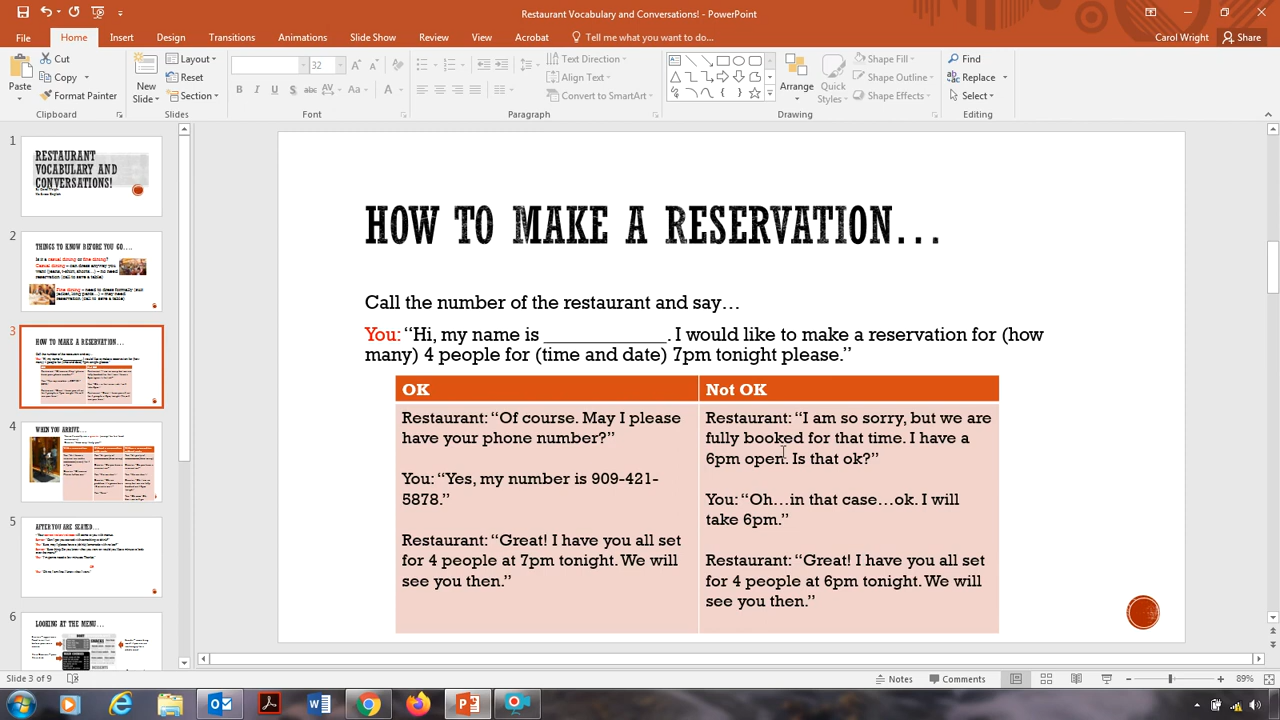 Restaurant Vocabulary and Conversations! - PowerPoint
File Home Insert Design Transitions Animations Slide Show Review View Acrobat Tell me what you want to do... Carol Wright Share
Paste
Cut
Copy
Format Painter
Clipboard
New Slide
Layout
Reset
Section
Slides
32
B I U S abc AV Aa A
Font
Text Direction
Align Text
Convert to SmartArt
Paragraph
Arrange
Quick Styles
Shape Fill
Shape Outline
Shape Effects
Drawing
Find
Replace
Select
Editing
1
RESTAURANT
VOCABULARY AND
CONVERSATIONS!
2
THINGS TO KNOW BEFORE YOU GO....
3
HOW TO MAKE A RESERVATION...
4
WHEN YOU ARRIVE...
5
AFTER YOU ARE SEATED...
6
LOOKING AT THE MENU...
HOW TO MAKE A RESERVATION...
Call the number of the restaurant and say…
You: “Hi, my name is ____________. I would like to make a reservation for (how
many) 4 people for (time and date) 7pm tonight please.”
OK
Restaurant: “Of course. May I please
have your phone number?”
You: “Yes, my number is 909-421-
5878.”
Restaurant: “Great! I have you all set
for 4 people at 7pm tonight. We will
see you then.”
Not OK
Restaurant: “I am so sorry, but we are
fully booked for that time. I have a
6pm open. Is that ok?”
You: “Oh…in that case…ok. I will
take 6pm.”
Restaurant: “Great! I have you all set
for 4 people at 6pm tonight. We will
see you then.”
Slide 3 of 9
Notes
Comments
89%